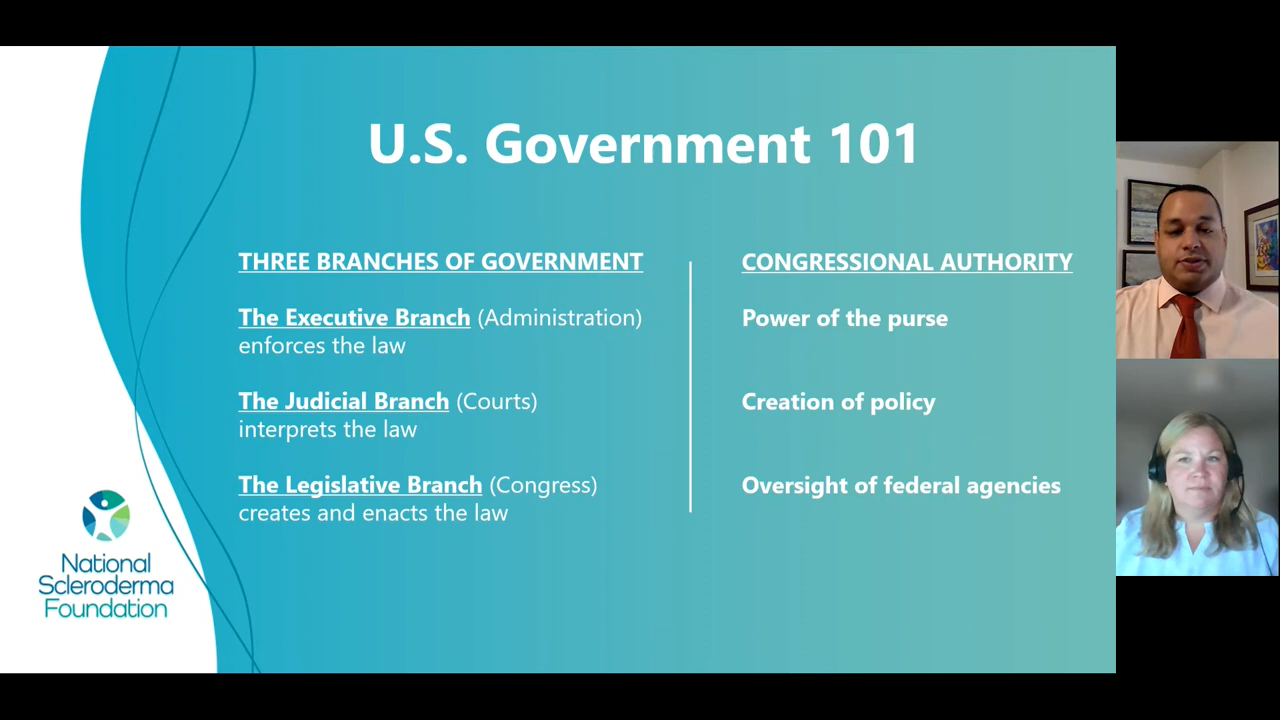 U.S. Government 101
THREE BRANCHES OF GOVERNMENT
The Executive Branch (Administration)
enforces the law
The Judicial Branch (Courts)
interprets the law
The Legislative Branch (Congress)
creates and enacts the law
CONGRESSIONAL AUTHORITY
Power of the purse
Creation of policy
Oversight of federal agencies
National
Scleroderma
Foundation